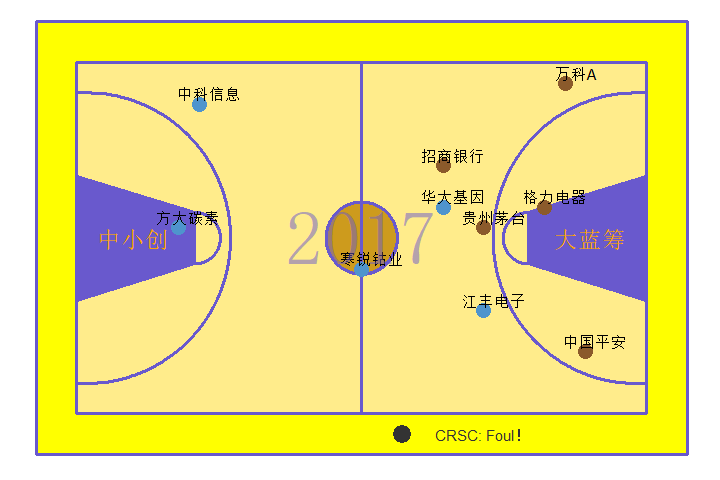 万科A
中科信息
招商银行
华大基因
格力电器
方大碳素
贵州茅台
2017
中小创
大蓝筹
寒锐钴业
江丰电子
中国平安
CRSC: Foul!